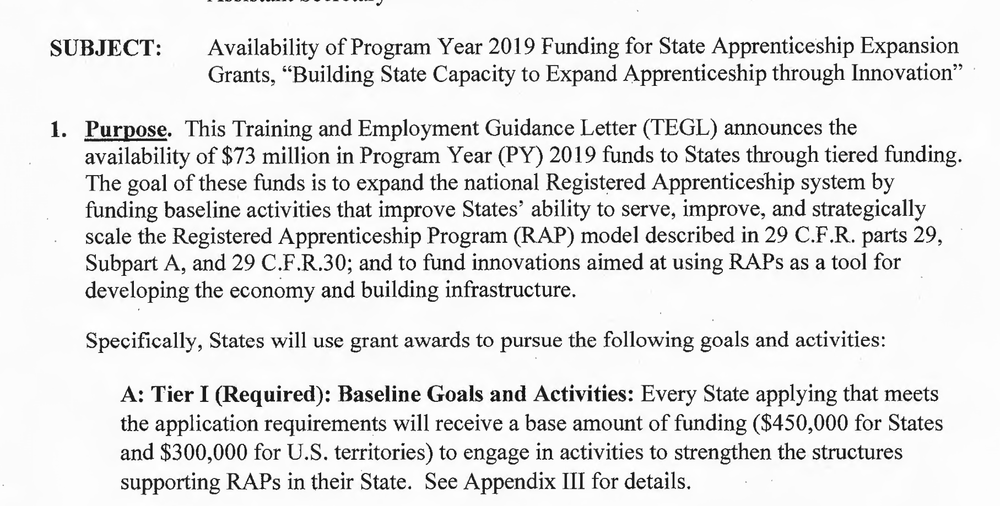 Assistant Secretary
SUBJECT: Availability of Program Year 2019 Funding for State Apprenticeship Expansion
Grants, “Building State Capacity to Expand Apprenticeship through Innovation”
1. Purpose. This Training and Employment Guidance Letter (TEGL) announces the
availability of $73 million in Program Year (PY) 2019 funds to States through tiered funding.
The goal of these funds is to expand the national Registered Apprenticeship system by
funding baseline activities that improve States’ ability to serve, improve, and strategically
scale the Registered Apprenticeship Program (RAP) model described in 29 C.F.R. parts 29,
Subpart A, and 29 C.F.R.30; and to fund innovations aimed at using RAPs as a tool for
developing the economy and building infrastructure.
Specifically, States will use grant awards to pursue the following goals and activities:
A: Tier I (Required): Baseline Goals and Activities: Every State applying that meets
the application requirements will receive a base amount of funding ($450,000 for States
and $300,000 for U.S. territories) to engage in activities to strengthen the structures
supporting RAPs in their State. See Appendix III for details.